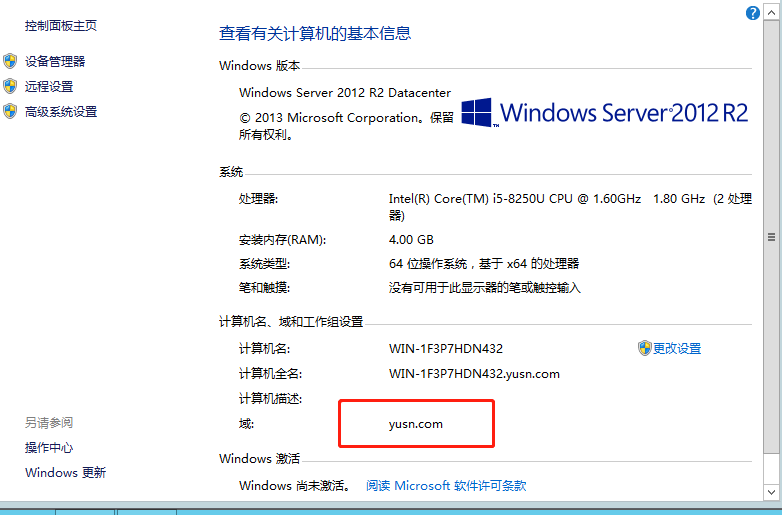 控制面板主页
设备管理器
远程设置
高级系统设置
查看有关计算机的基本信息
Windows 版本
Windows Server 2012 R2 Datacenter
© 2013 Microsoft Corporation。保留
所有权利。
Windows Server 2012 R2
系统
处理器: Intel(R) Core(TM) i5-8250U CPU @ 1.60GHz 1.80 GHz (2 处理
器)
安装内存(RAM): 4.00 GB
系统类型: 64 位操作系统，基于 x64 的处理器
笔和触摸: 没有可用于此显示器的笔或触控输入
计算机名、域和工作组设置
计算机名: WIN-1F3P7HDN432 更改设置
计算机全名: WIN-1F3P7HDN432.yusn.com
计算机描述:
域: yusn.com
Windows 激活
Windows 尚未激活。 阅读 Microsoft 软件许可条款
另请参阅
操作中心
Windows 更新